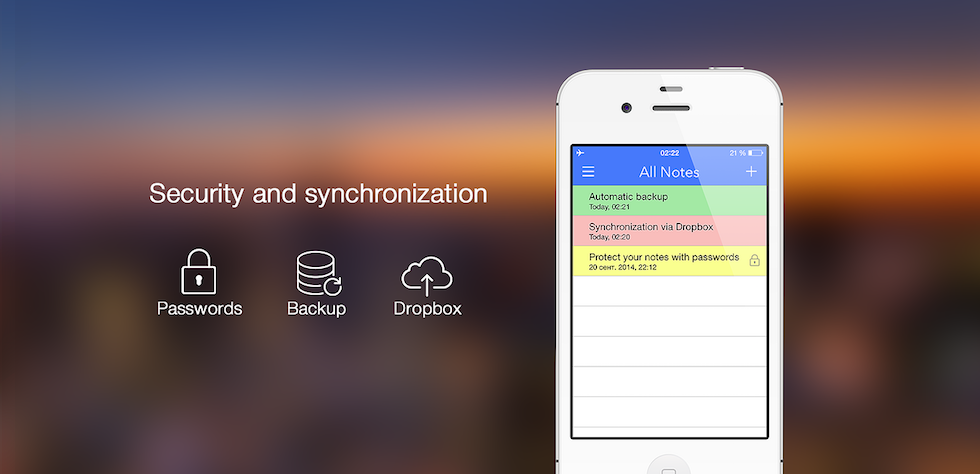 Security and synchronization
Passwords
Backup
Dropbox
02:22
21 %
All Notes
Automatic backup
Today, 02:21
Synchronization via Dropbox
Today, 02:20
Protect your notes with passwords
20 сент. 2014, 22:12